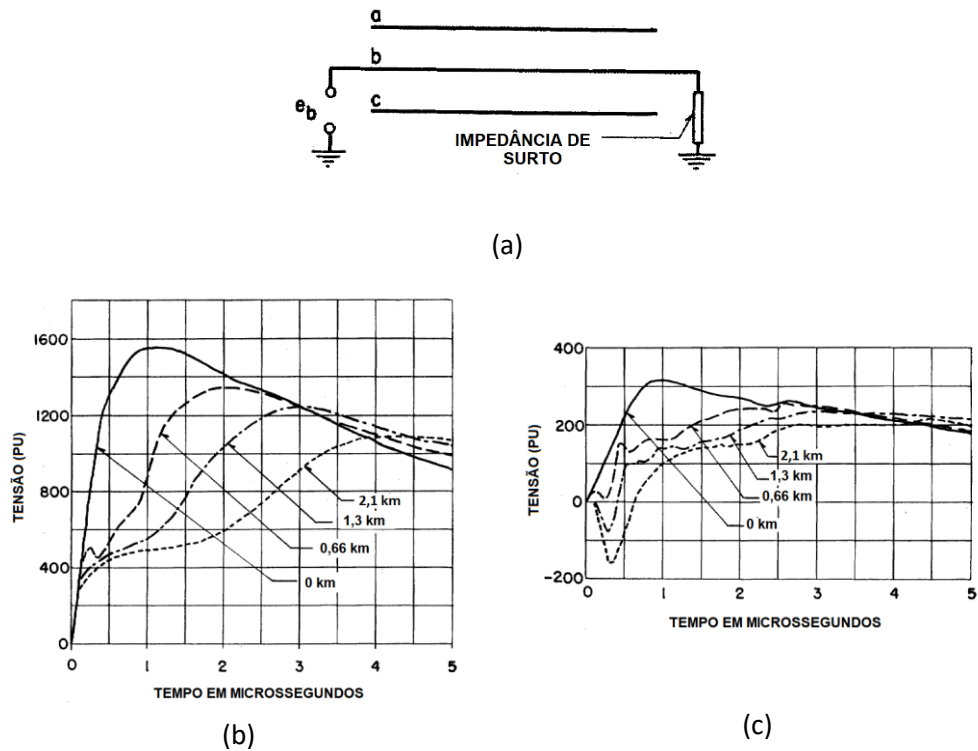 a
b
c
e_b
IMPEDÂNCIA DE
SURTO
(a)
TENSÃO (PU)
1600
1200
800
400
0
0 1 2 3 4 5
2,1 km
1,3 km
0,66 km
0 km
TEMPO EM MICROSSEGUNDOS
(b)
TENSÃO (PU)
400
200
0
-200
0 1 2 3 4 5
2,1 km
1,3 km
0,66 km
0 km
TEMPO EM MICROSSEGUNDOS
(c)